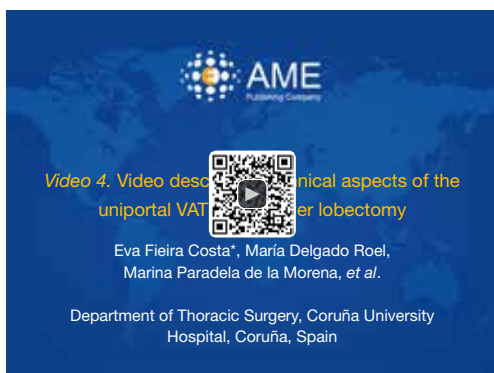 AME
Publishing Company
Video 4. Video desc nical aspects of the
uniportal VAT er lobectomy
Eva Fieira Costa*, María Delgado Roel,
Marina Paradela de la Morena, et al.
Department of Thoracic Surgery, Coruña University
Hospital, Coruña, Spain